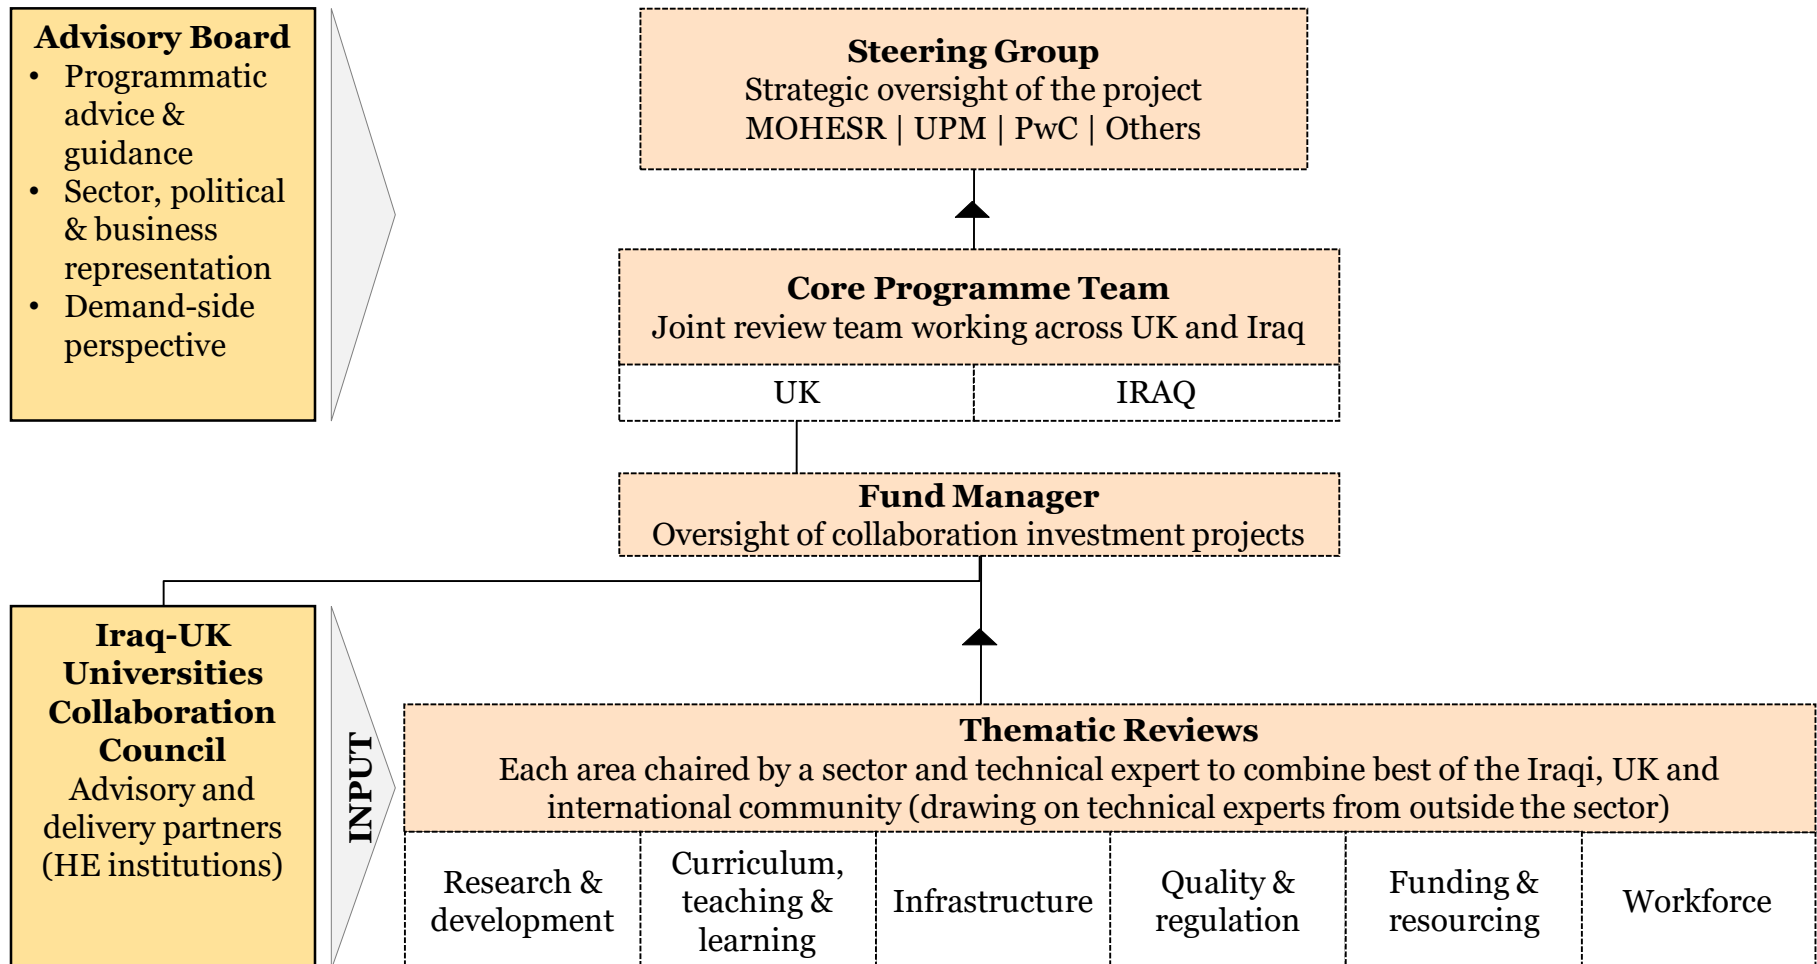 Advisory Board
• Programmatic
advice &
guidance
• Sector, political
& business
representation
• Demand-side
perspective
Steering Group
Strategic oversight of the project
MOHESR | UPM | PwC | Others
Core Programme Team
Joint review team working across UK and Iraq
UK
IRAQ
Fund Manager
Oversight of collaboration investment projects
Iraq-UK
Universities
Collaboration
Council
Advisory and
delivery partners
(HE institutions)
INPUT
Thematic Reviews
Each area chaired by a sector and technical expert to combine best of the Iraqi, UK and
international community (drawing on technical experts from outside the sector)
Research &
development
Curriculum,
teaching &
learning
Infrastructure
Quality &
regulation
Funding &
resourcing
Workforce